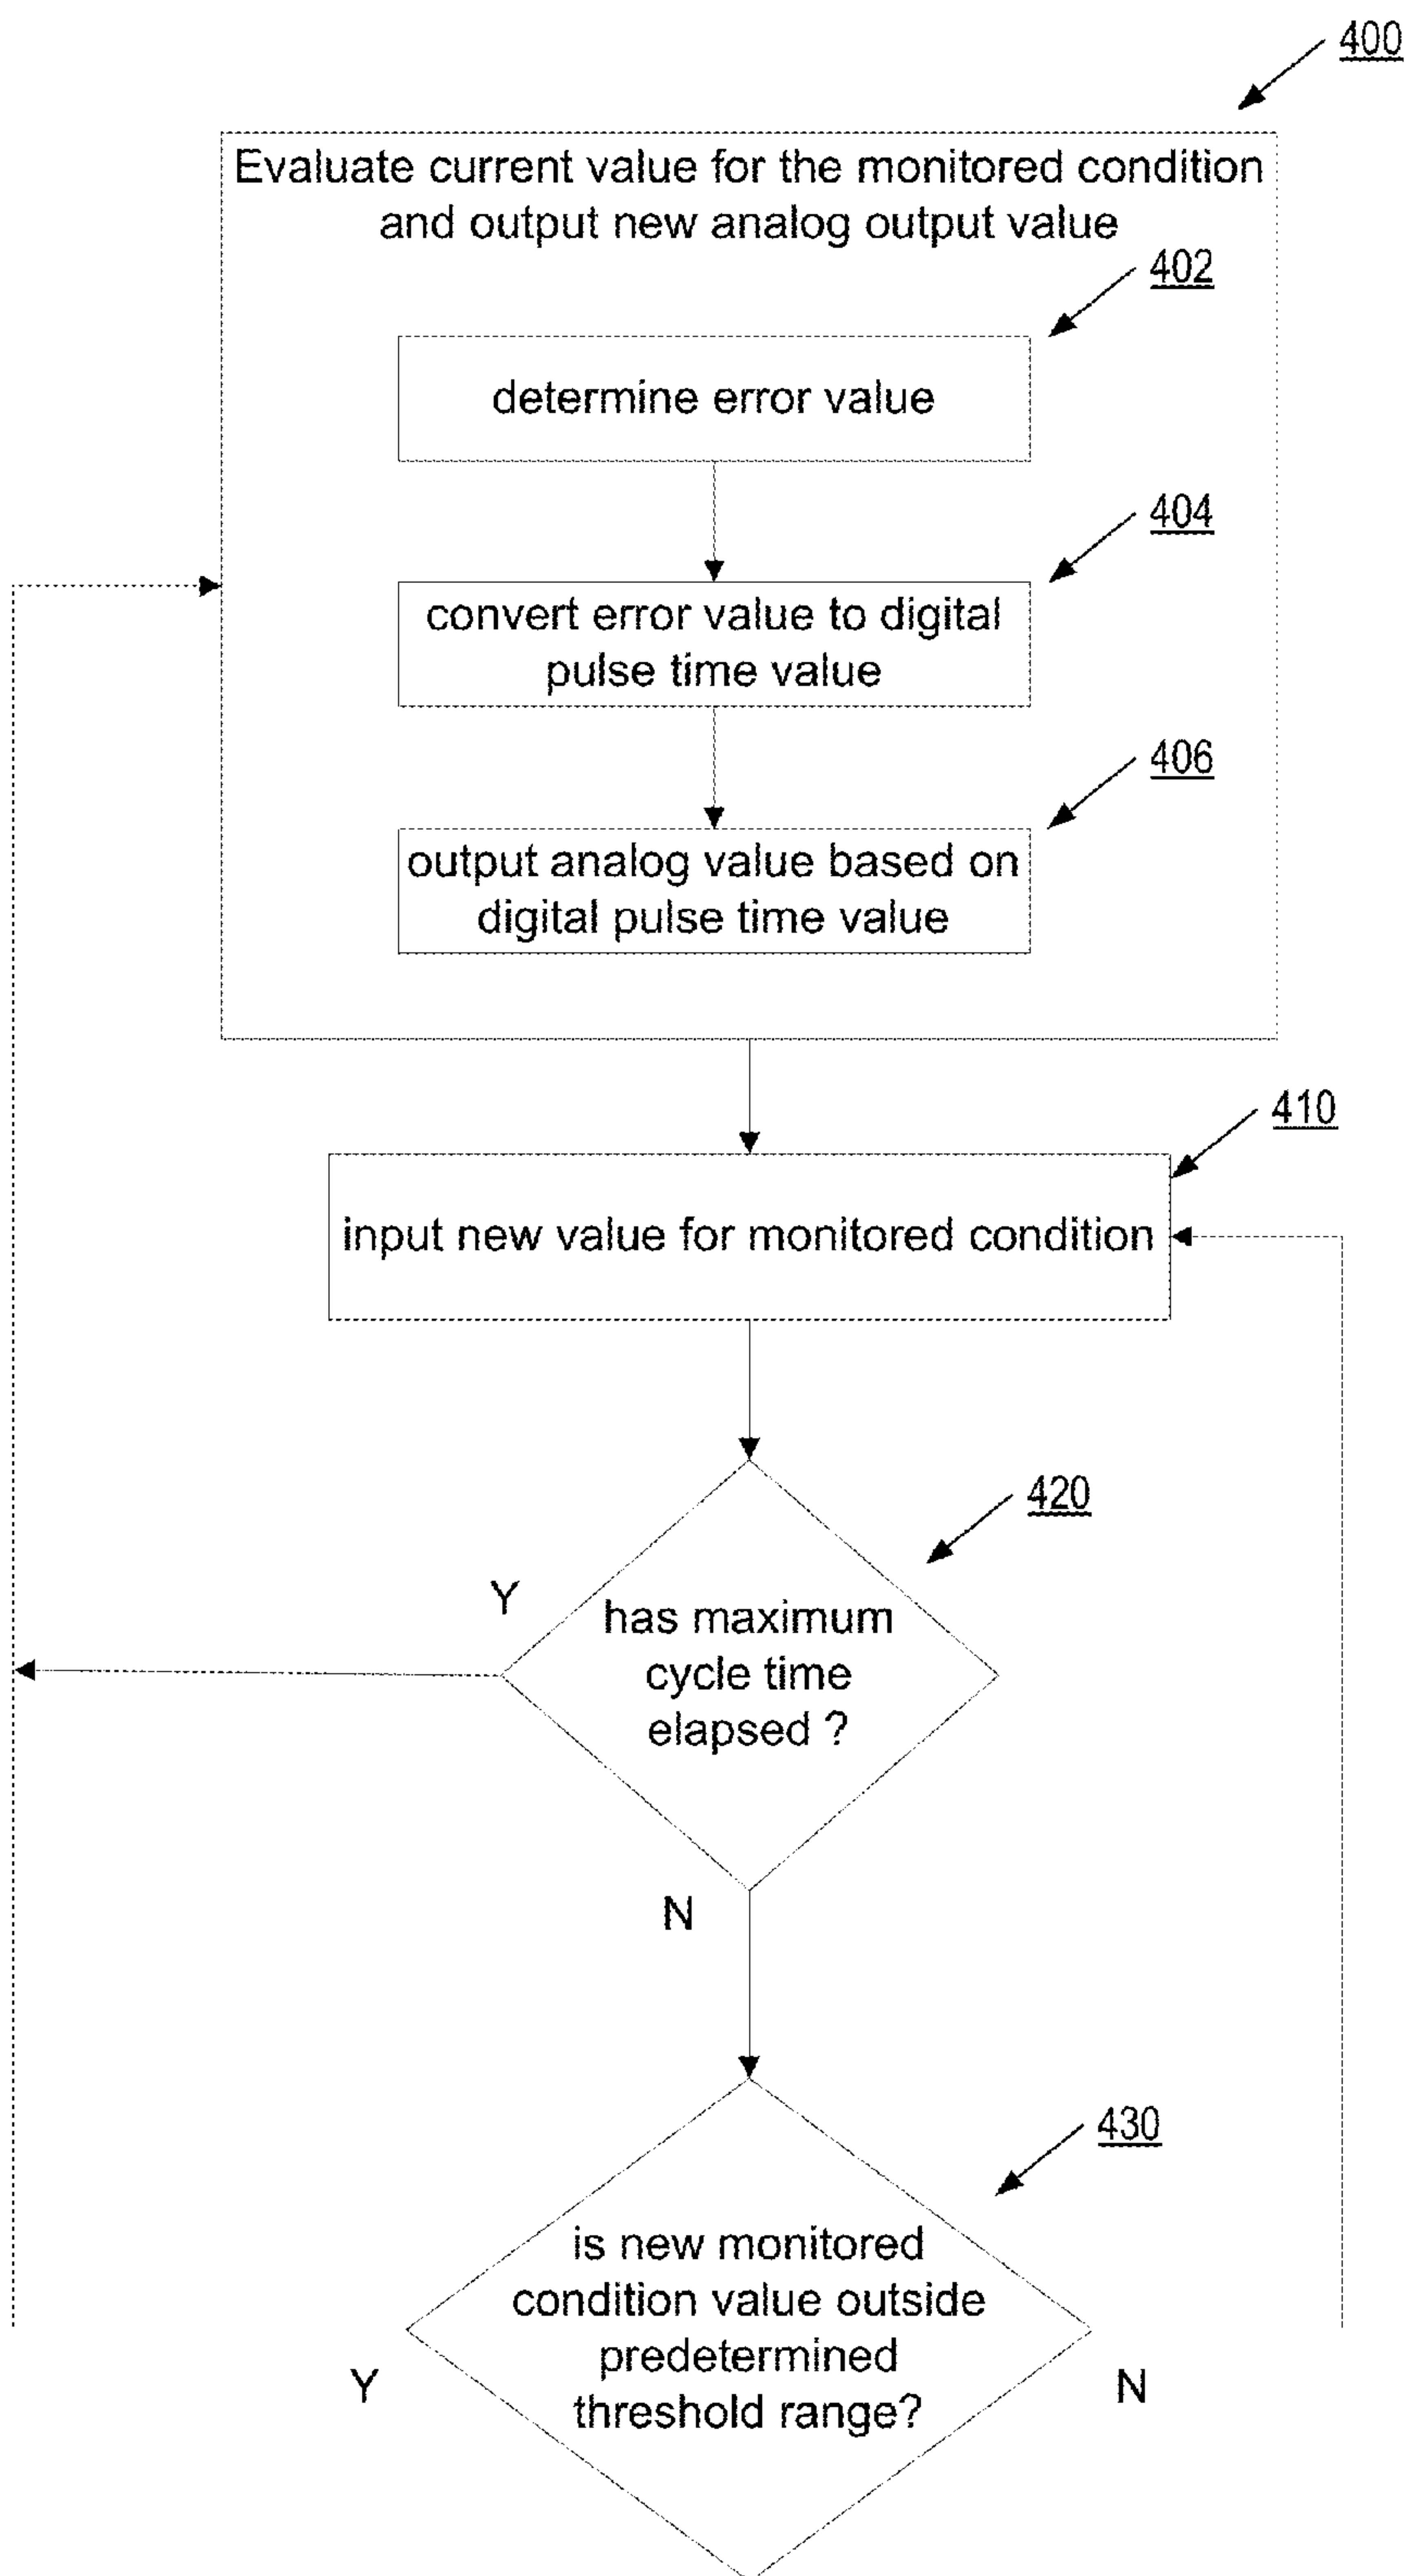 400
Evaluate current value for the monitored condition
and output new analog output value
402
determine error value
404
convert error value to digital
pulse time value
406
output analog value based on
digital pulse time value
410
input new value for monitored condition
420
Y
has maximum
cycle time
elapsed ?
N
430
is new monitored
condition value outside
predetermined
threshold range?
Y
N